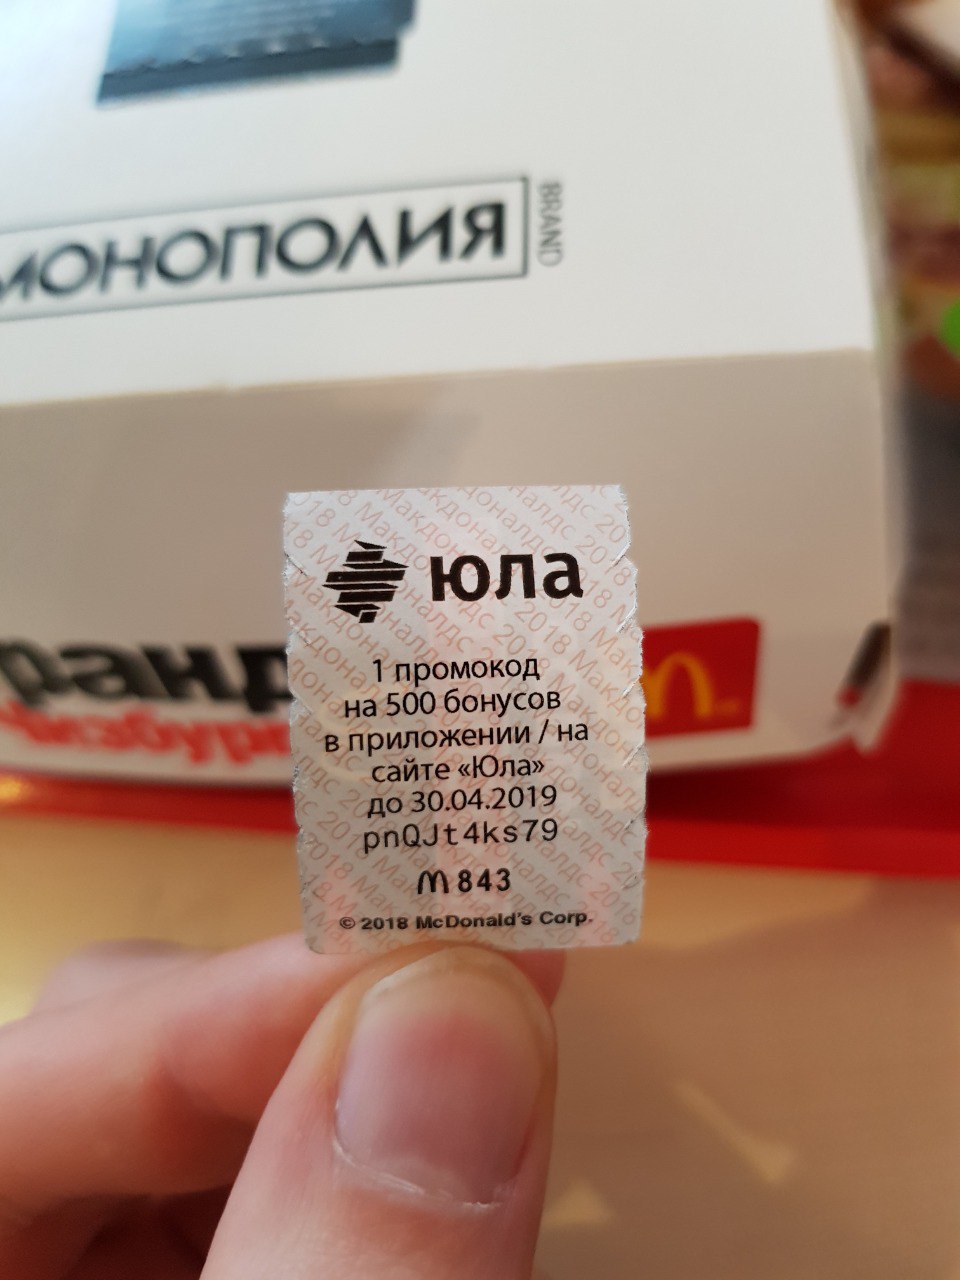 МОНОПОЛИЯ
BRAND
юла
1 промокод
на 500 бонусов
в приложении / на
сайте «Юла»
до 30.04.2019
pnQJt4ks79
m 843
© 2018 McDonald's Corp.